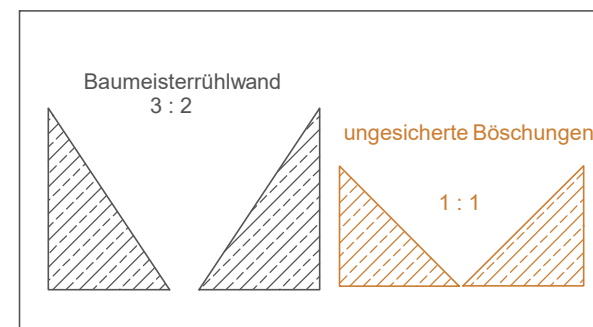 Baumeisterrühlwand
3 : 2
ungesicherte Böschungen
1 : 1